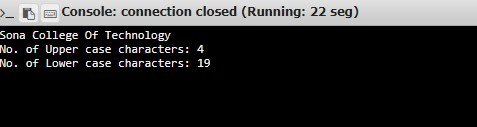 Console: connection closed (Running: 22 seg)
Sona College Of Technology
No. of Upper case characters: 4
No. of Lower case characters: 19